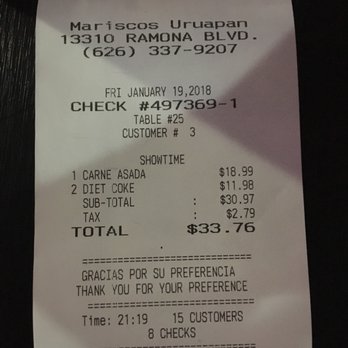 Mariscos Uruapan
13310 RAMONA BLVD.
(626) 337-9207
FRI JANUARY 19,2018
CHECK #497369-1
TABLE #25
CUSTOMER # 3
SHOWTIME
1 CARNE ASADA $18.99
2 DIET COKE $11.98
SUB-TOTAL : $30.97
TAX : $2.79
TOTAL $33.76
==============================
GRACIAS POR SU PREFERENCIA
THANK YOU FOR YOUR PREFERENCE
==============================
Time: 21:19 15 CUSTOMERS
8 CHECKS
==============================